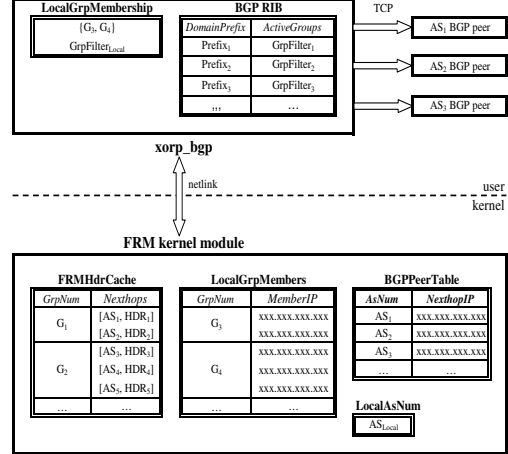 LocalGrpMembership BGP RIB TCP
{G3, G4} DomainPrefix ActiveGroups AS1 BGP peer
GrpFilterLocal Prefix1 GrpFilter1
Prefix2 GrpFilter2 AS2 BGP peer
Prefix3 GrpFilter3
,,, … AS3 BGP peer
xorp_bgp
netlink
user
kernel
FRM kernel module
FRMHdrCache LocalGrpMembers BGPPeerTable
GrpNum Nexthops GrpNum MemberIP AsNum NexthopIP
G1 [AS1, HDR1] G3 xxx.xxx.xxx.xxx AS1 xxx.xxx.xxx.xxx
[AS2, HDR2] xxx.xxx.xxx.xxx AS2 xxx.xxx.xxx.xxx
G2 [AS3, HDR3] G4 xxx.xxx.xxx.xxx AS3 xxx.xxx.xxx.xxx
[AS4, HDR4] xxx.xxx.xxx.xxx … …
[AS5, HDR5] xxx.xxx.xxx.xxx
… … … …
LocalAsNum
ASLocal